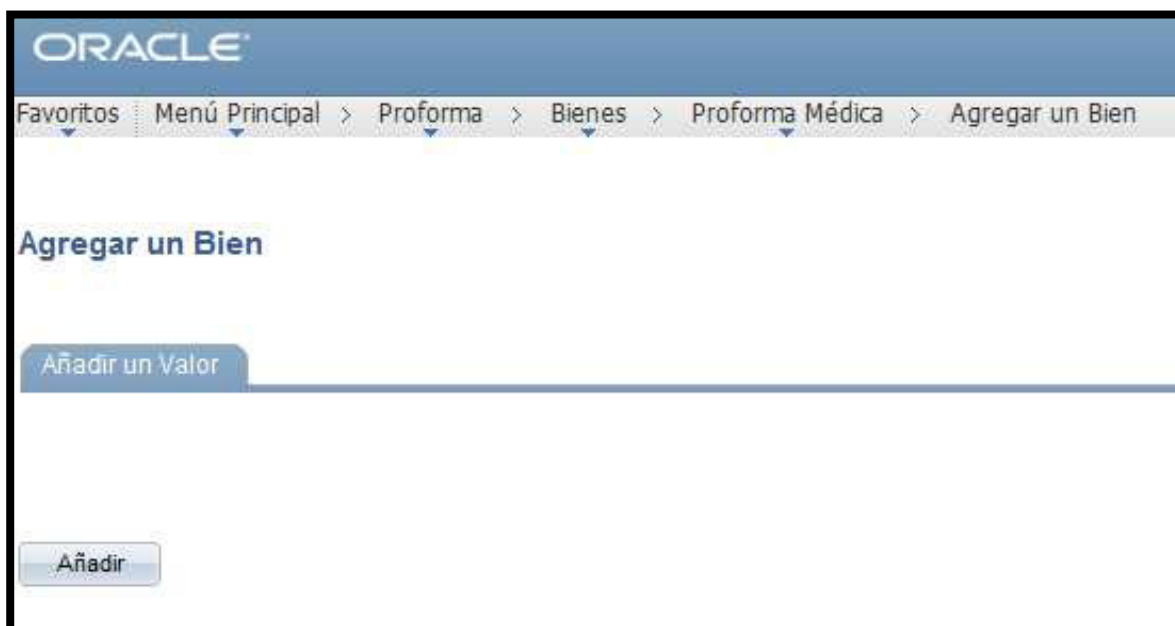 ORACLE
Favoritos Menú Principal > Proforma > Bienes > Proforma Médica > Agregar un Bien
Agregar un Bien
Añadir un Valor
Añadir